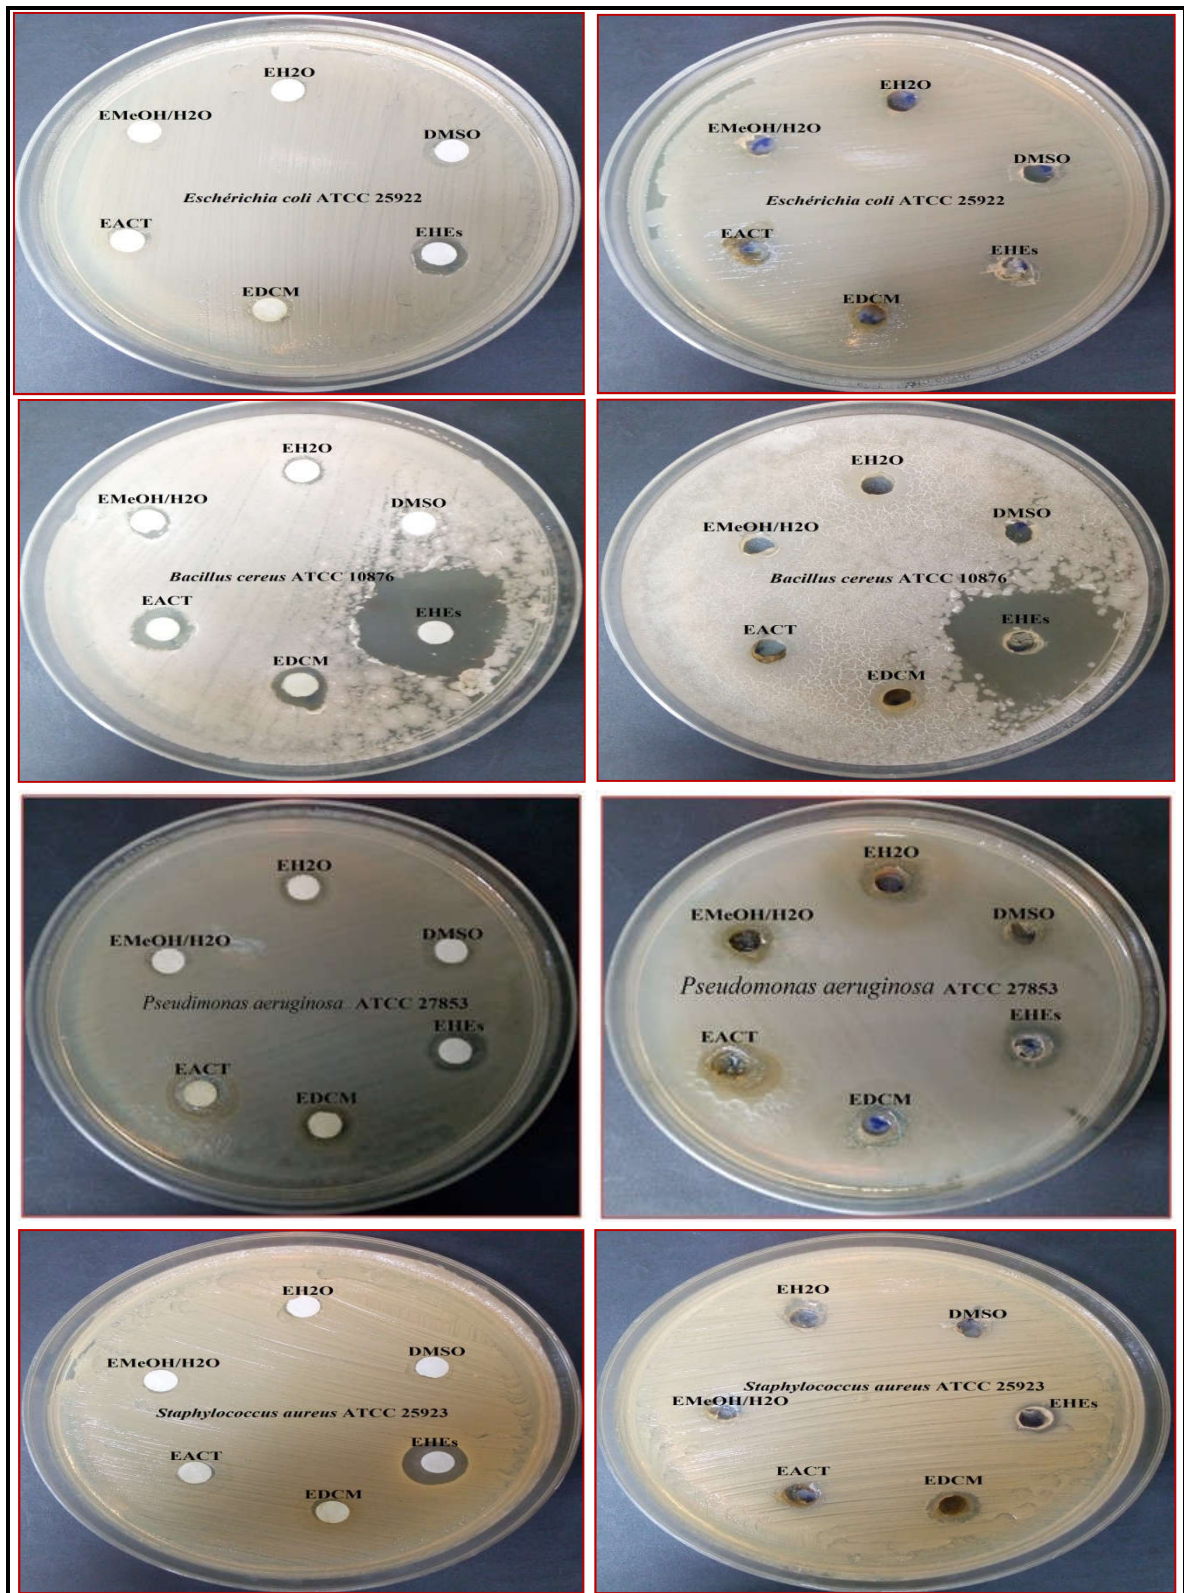 EH2O
EMeOH/H2O
DMSO
Eschérichia coli ATCC 25922
EACT
EHEs
EDCM
EH2O
EMeOH/H2O
DMSO
Eschérichia coli ATCC 25922
EACT
EHEs
EDCM
EH2O
EMeOH/H2O
DMSO
Bacillus cereus ATCC 10876
EACT
EHEs
EDCM
EH2O
DMSO
EMeOH/H2O
Bacillus cereus ATCC 10876
EHEs
EACT
EDCM
EH2O
DMSO
EMeOH/H2O
Pseudimonas aeruginosa ATCC 27853
EHEs
EACT
EDCM
EH2O
EMeOH/H2O
DMSO
Pseudomonas aeruginosa ATCC 27853
EHEs
EACT
EDCM
EH2O
DMSO
EMeOH/H2O
Staphylococcus aureus ATCC 25923
EHEs
EACT
EDCM
EH2O
DMSO
Staphylococcus aureus ATCC 25923
EMeOH/H2O
EHEs
EACT
EDCM